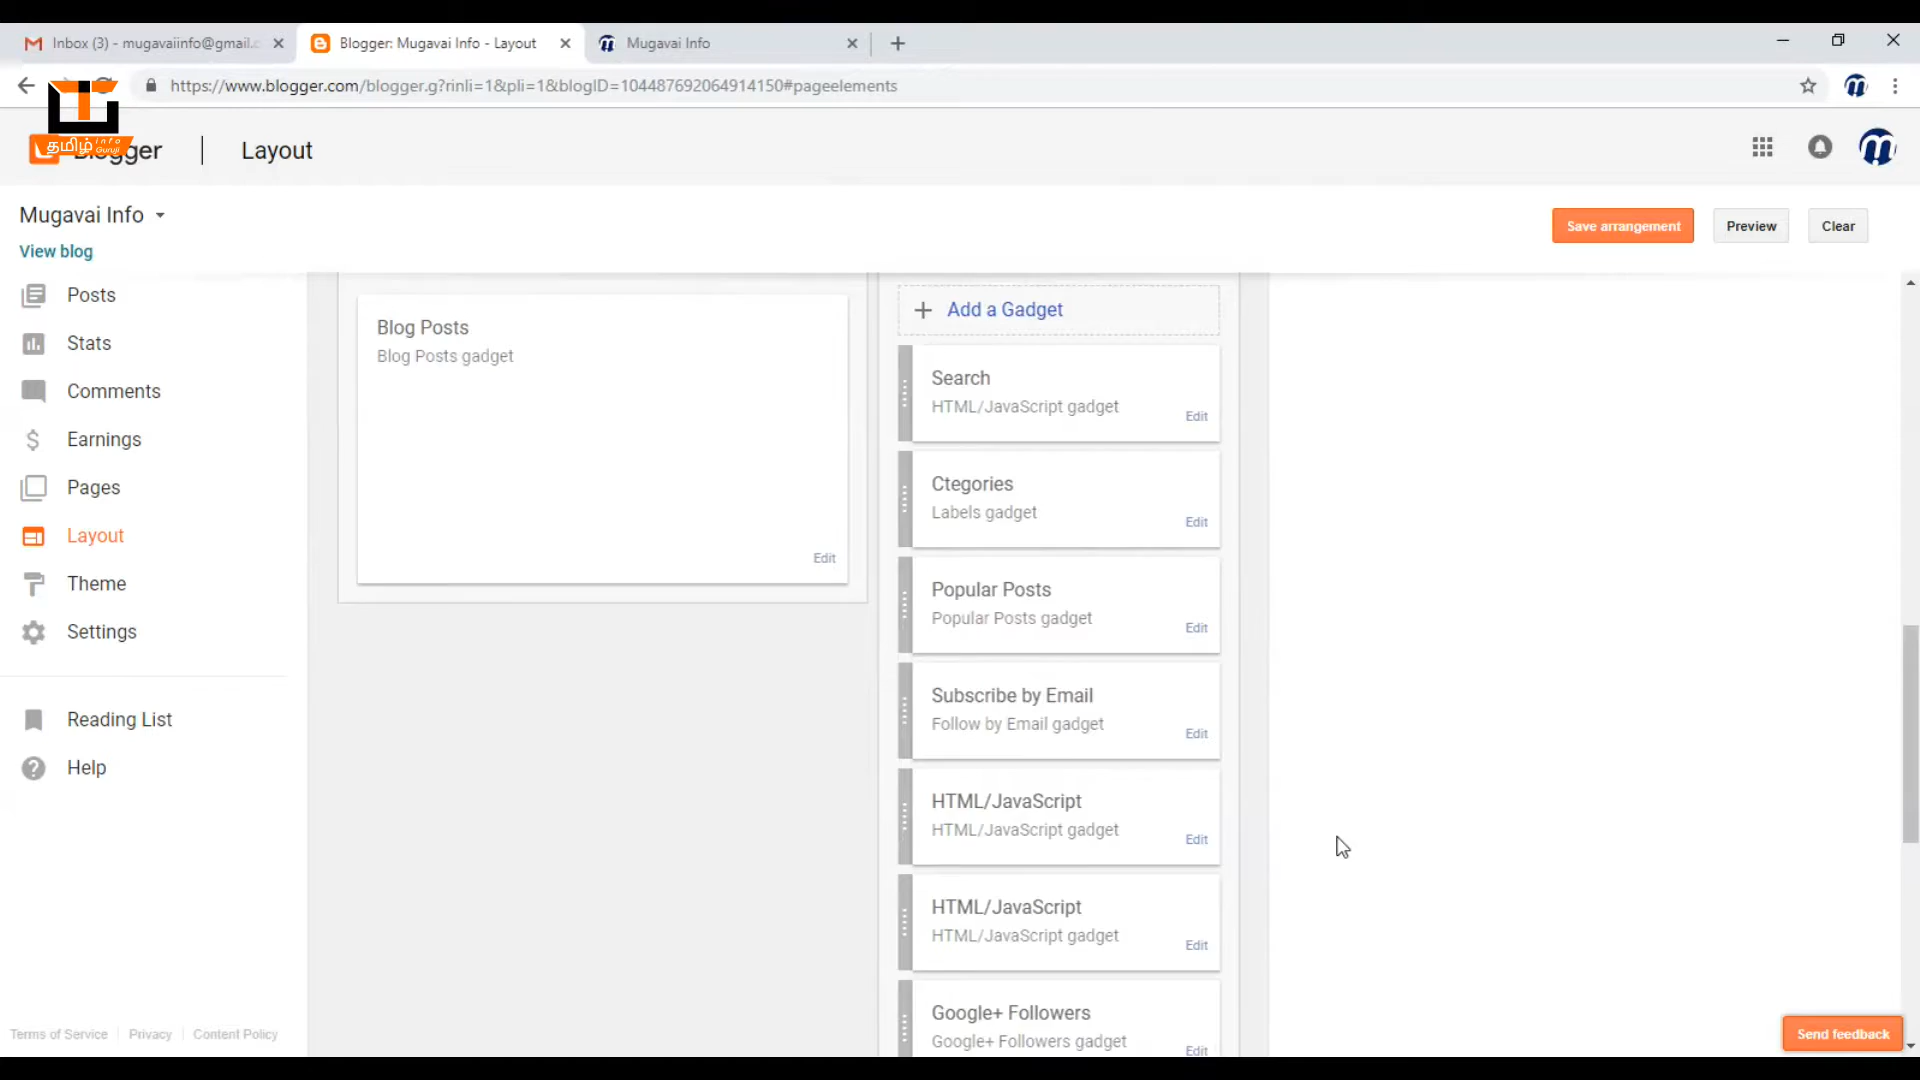 Inbox (3) - mugavaiinfo@gmail.c
Blogger: Mugavai Info - Layout
Mugavai Info
https://www.blogger.com/blogger.g?rinli=1&pli=1&blogID=104487692064914150#pageelements
தமிழ் Info Guruji
Layout
Mugavai Info
View blog
Save arrangement
Preview
Clear
Posts
Stats
Comments
Earnings
Pages
Layout
Theme
Settings
Reading List
Help
Terms of Service
Privacy
Content Policy
Blog Posts
Blog Posts gadget
Edit
Add a Gadget
Search
HTML/JavaScript gadget
Edit
Ctegories
Labels gadget
Edit
Popular Posts
Popular Posts gadget
Edit
Subscribe by Email
Follow by Email gadget
Edit
HTML/JavaScript
HTML/JavaScript gadget
Edit
HTML/JavaScript
HTML/JavaScript gadget
Edit
Google+ Followers
Google+ Followers gadget
Edit
Send feedback